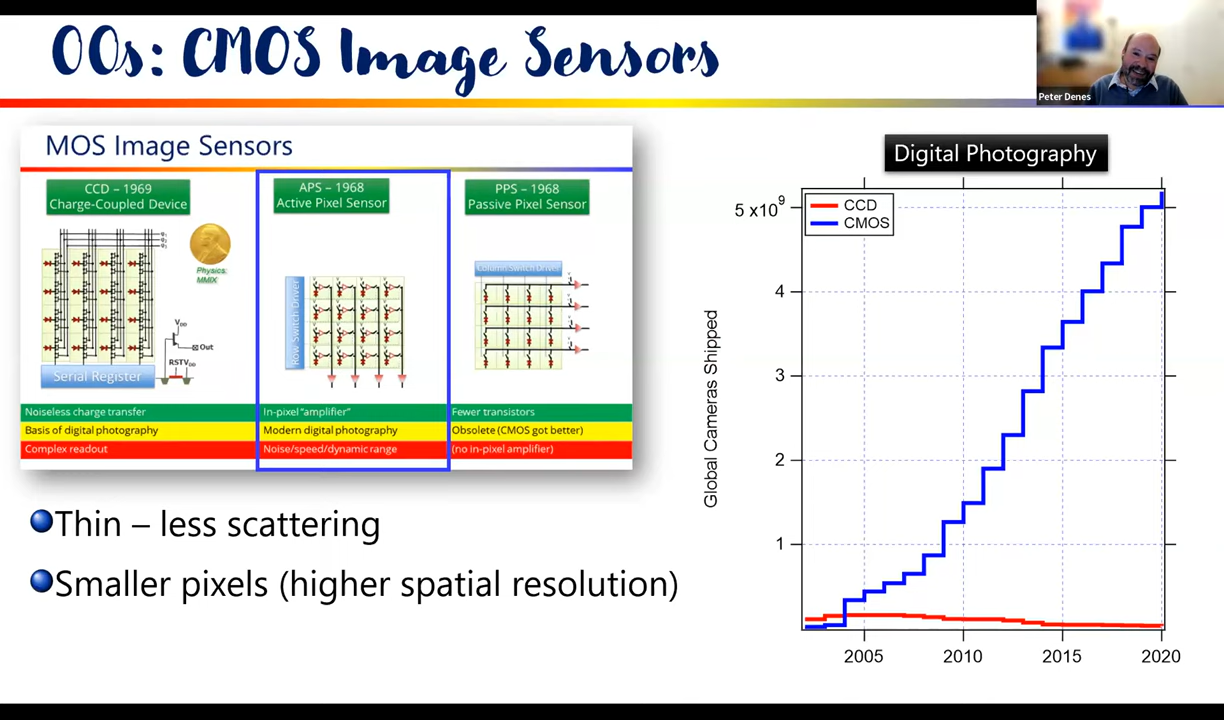 00s: CMOS Image Sensors
Peter Denes
MOS Image Sensors
CCD – 1969
Charge-Coupled Device
APS – 1968
Active Pixel Sensor
PPS – 1968
Passive Pixel Sensor
Physics:
MMIX
Serial Register
VDD
Out
RSTVDD
Row Switch Driver
Column Switch Driver
Noiseless charge transfer
In-pixel "amplifier"
Fewer transistors
Basis of digital photography
Modern digital photography
Obsolete (CMOS got better)
Complex readout
Noise/speed/dynamic range
(no in-pixel amplifier)
Thin – less scattering
Smaller pixels (higher spatial resolution)
Digital Photography
CCD
CMOS
Global Cameras Shipped
5 x10⁹
4
3
2
1
2005
2010
2015
2020